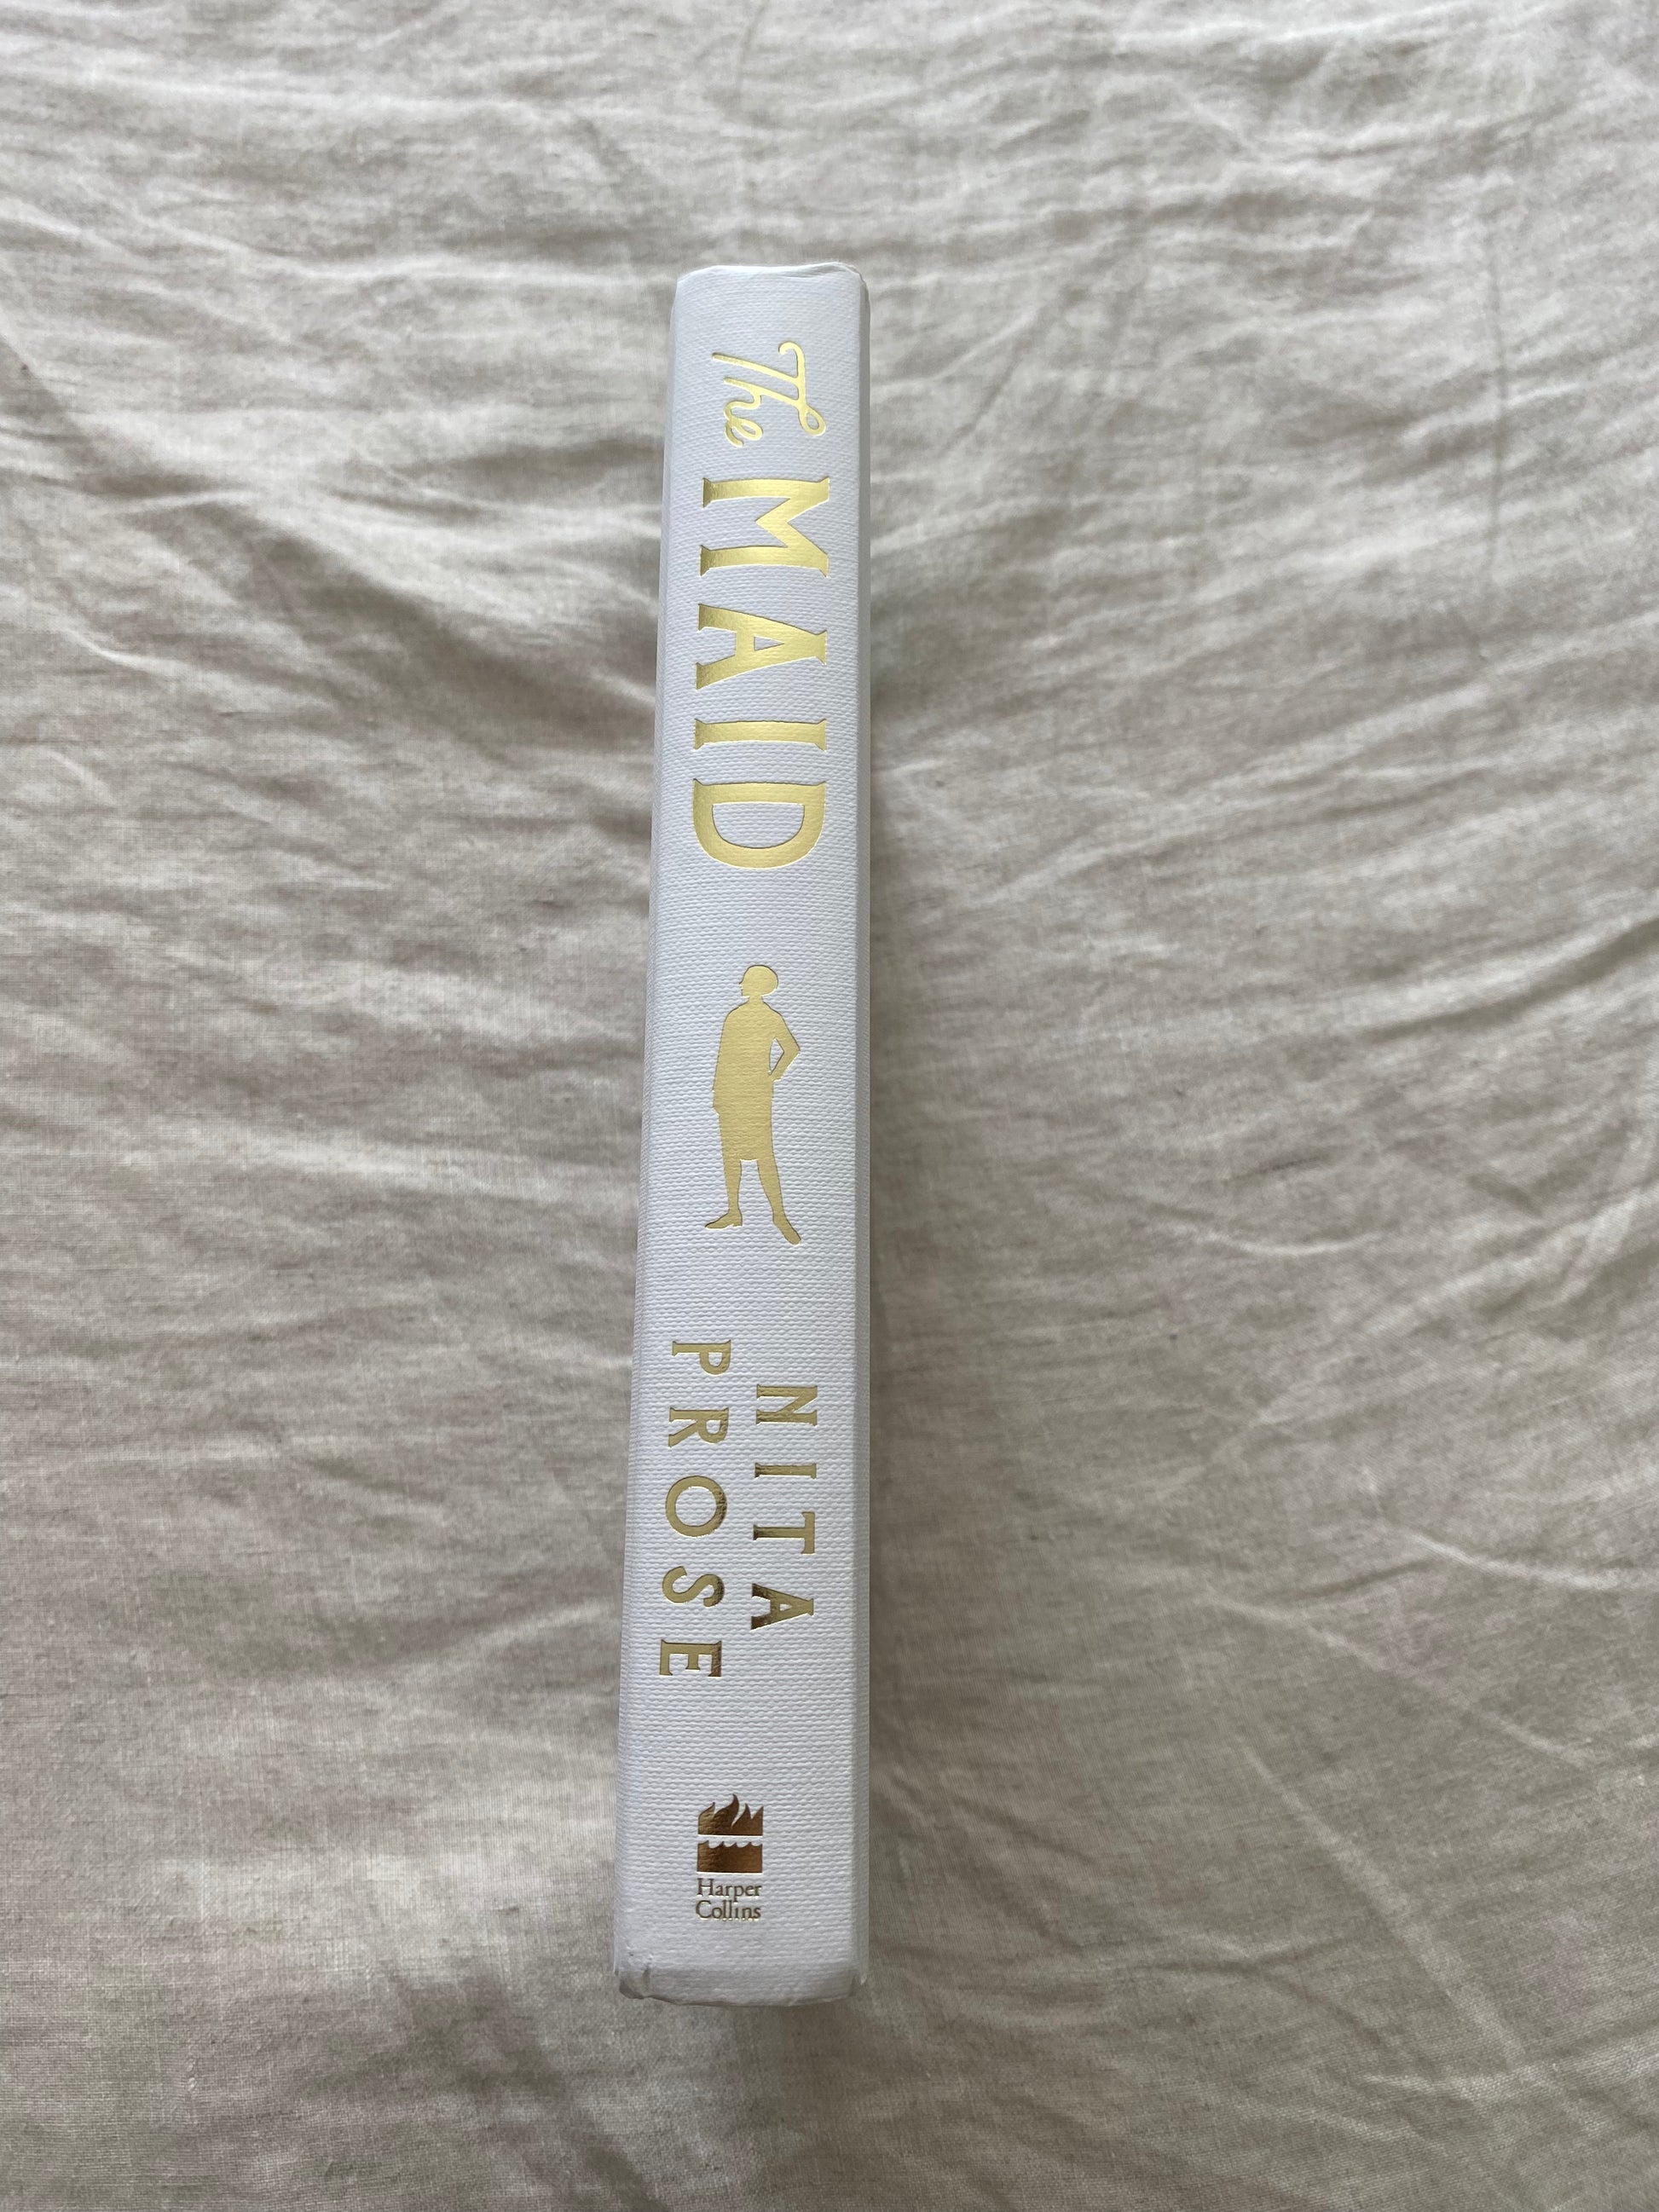 The MAID
NITA
PROSE
Harper
Collins